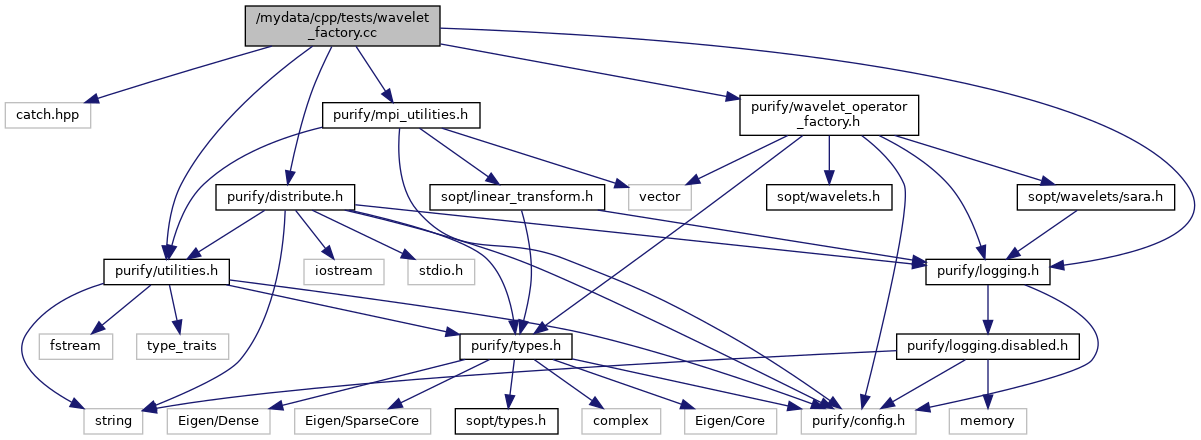 /mydata/cpp/tests/wavelet
_factory.cc
catch.hpp
purify/mpi_utilities.h
purify/wavelet_operator
_factory.h
purify/distribute.h
sopt/linear_transform.h
vector
sopt/wavelets.h
sopt/wavelets/sara.h
purify/utilities.h
iostream
stdio.h
purify/logging.h
fstream
type_traits
purify/types.h
purify/logging.disabled.h
string
Eigen/Dense
Eigen/SparseCore
sopt/types.h
complex
Eigen/Core
purify/config.h
memory